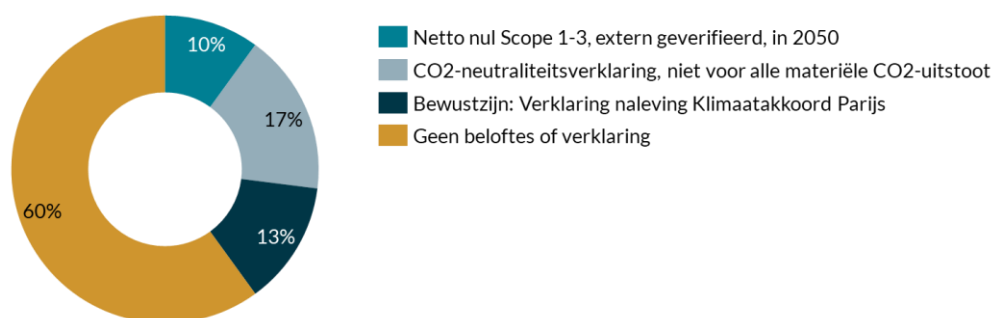 10%
17%
13%
60%
Netto nul Scope 1-3, extern geverifieerd, in 2050
CO2-neutraliteitsverklaring, niet voor alle materiële CO2-uitstoot
Bewustzijn: Verklaring naleving Klimaatakkoord Parijs
Geen beloftes of verklaring